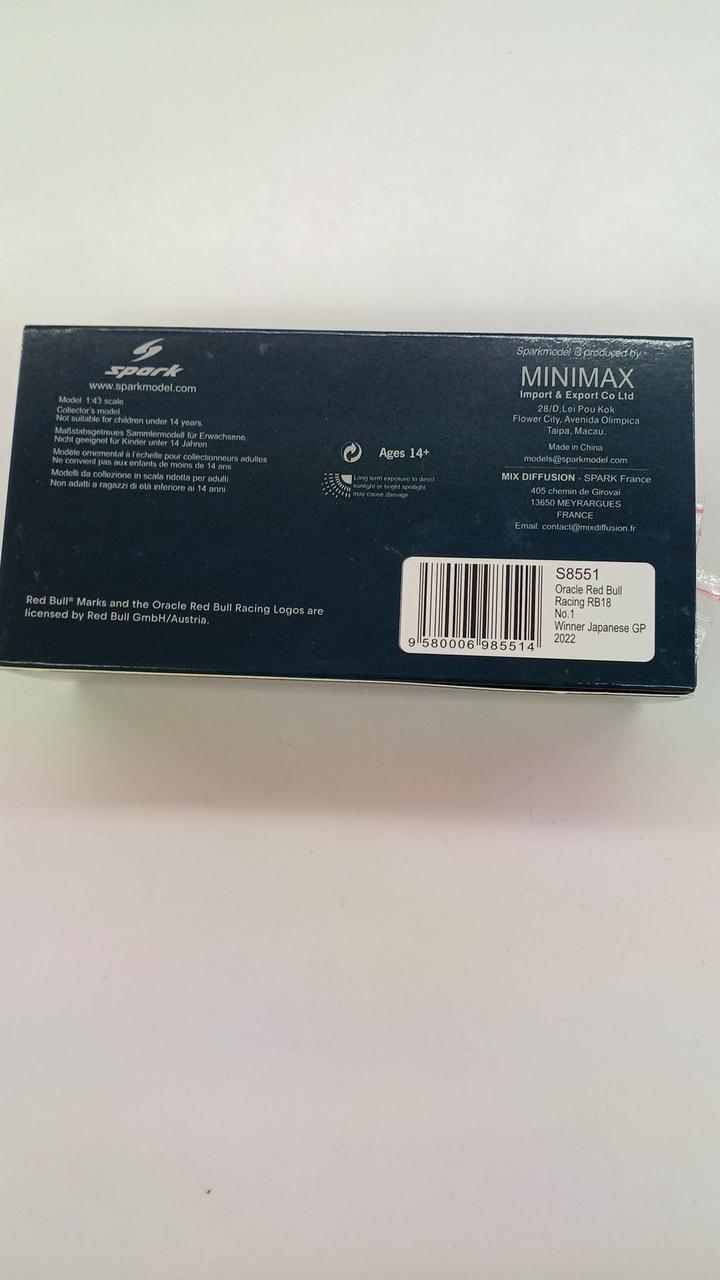 spark
www.sparkmodel.com
Model 1:43 scale
Collector's model.
Not suitable for children under 14 years.
Maßstabsgetreues Sammlermodell für Erwachsene.
Nicht geeignet für Kinder unter 14 Jahren
Modèle ornemental à l'échelle pour collectionneurs adultes
Ne convient pas aux enfants de moins de 14 ans
Modelli da collezione in scala ridotta per adulti
Non adatti a ragazzi di età inferiore ai 14 anni
Ages 14+
Long term exposure to direct
sunlight or bright spotlight
may cause damage
Sparkmodel is produced by
MINIMAX
Import & Export Co Ltd
28/D,Lei Pou Kok
Flower City, Avenida Olimpica
Taipa, Macau.
Made in China
models@sparkmodel.com
MIX DIFFUSION - SPARK France
405 chemin de Girovai
13650 MEYRARGUES
FRANCE
Email: contact@mixdiffusion.fr
Red Bull® Marks and the Oracle Red Bull Racing Logos are
licensed by Red Bull GmbH/Austria.
9 580006 985514
S8551
Oracle Red Bull
Racing RB18
No.1
Winner Japanese GP
2022